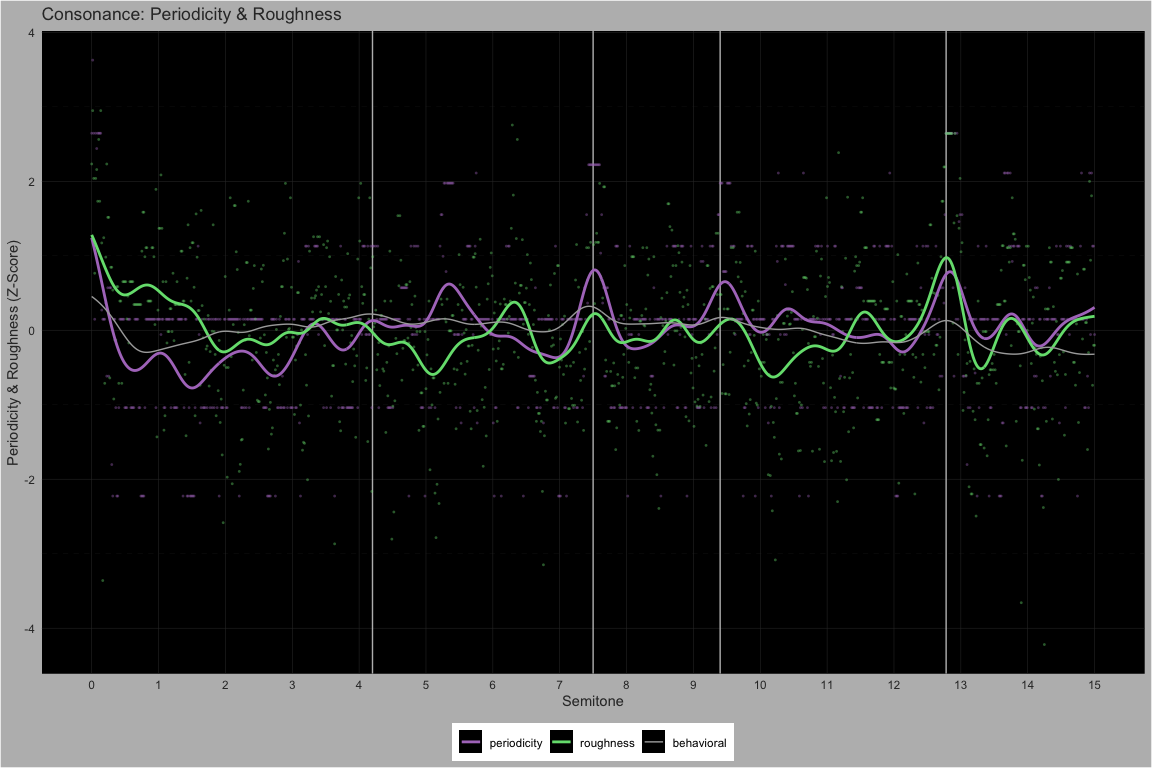 Consonance: Periodicity & Roughness
Periodicity & Roughness (Z-Score)
4
2
0
-2
-4
0 1 2 3 4 5 6 7 8 9 10 11 12 13 14 15
Semitone
periodicity roughness behavioral